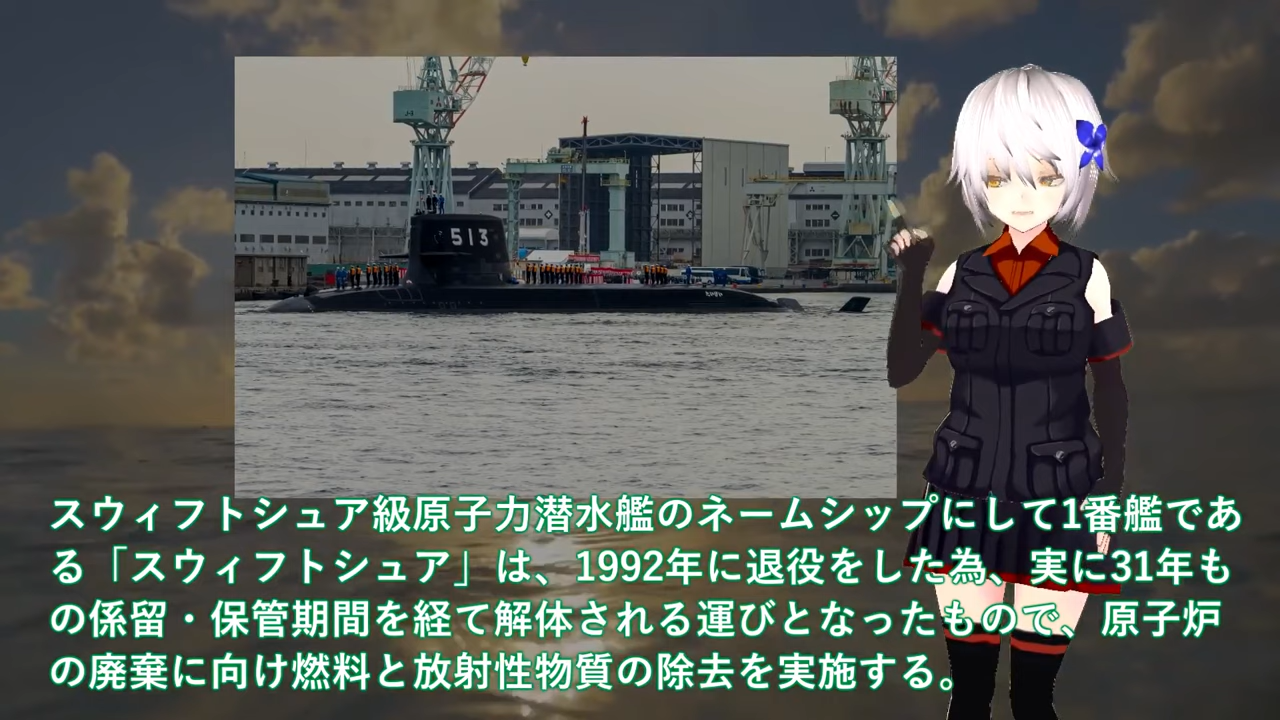 J-4
513
スウィフトシュア級原子力潜水艦のネームシップにして1番艦であ
る「スウィフトシュア」は、1992年に退役をした為、実に31年も
の係留・保管期間を経て解体される運びとなったもので、原子炉
の廃棄に向け燃料と放射性物質の除去を実施する。